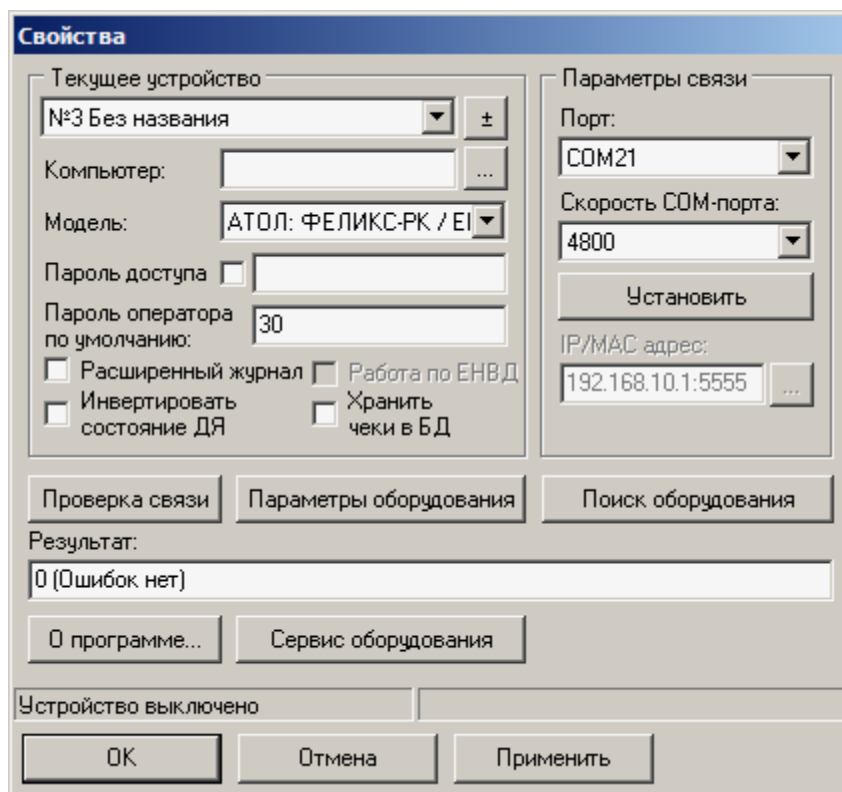 Свойства
Текущее устройство
№3 Без названия
±
Компьютер:
...
Модель:
АТОЛ: ФЕЛИКС-РК / ЕІ
Пароль доступа
Пароль оператора
по умолчанию:
30
Расширенный журнал
Работа по ЕНВД
Инвертировать
состояние ДЯ
Хранить
чеки в БД
Параметры связи
Порт:
COM21
Скорость COM-порта:
4800
Установить
IP/MAC адрес:
192.168.10.1:5555
...
Проверка связи
Параметры оборудования
Поиск оборудования
Результат:
0 (Ошибок нет)
О программе...
Сервис оборудования
Устройство выключено
OK
Отмена
Применить